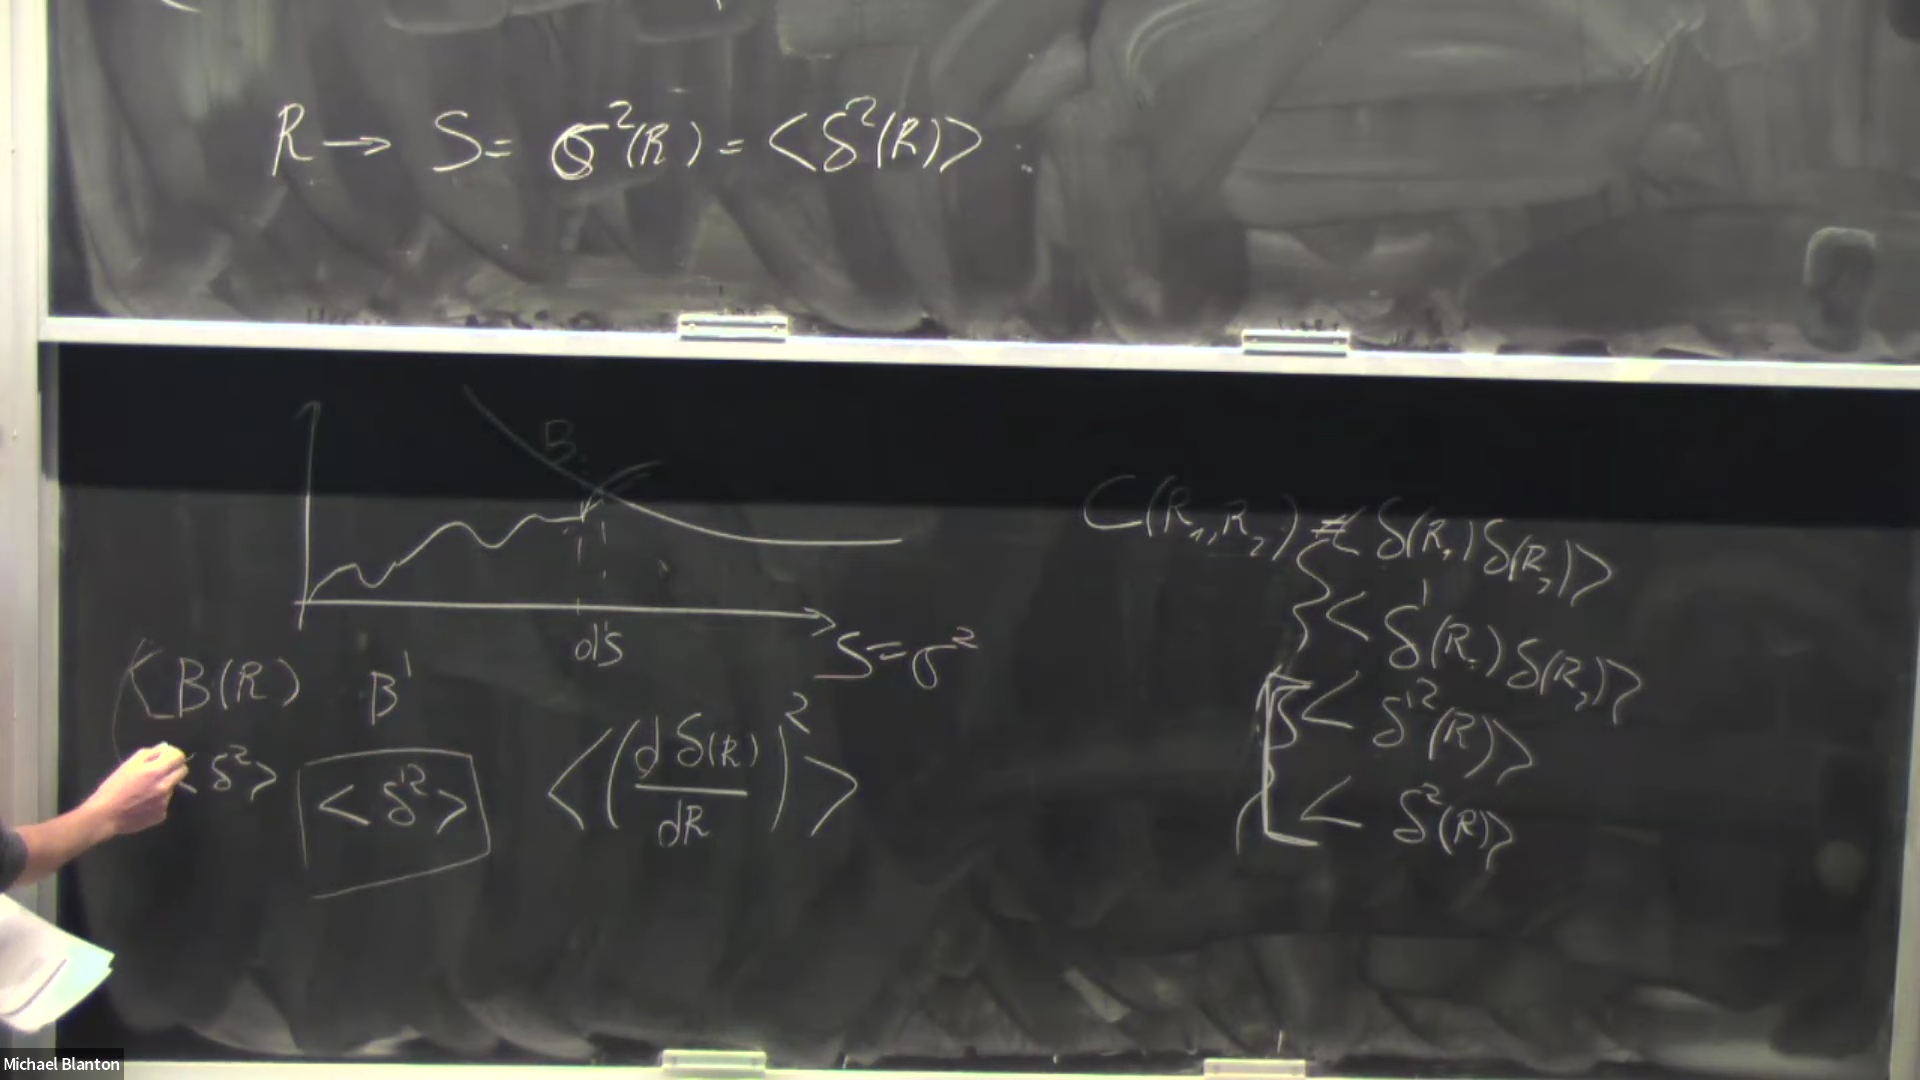 R → S = σ²(R) = <δ²(R)>
B
dS
S = σ²
<B(R) B'
<δ²> <δ'²> <(dδ(R)/dR)²>
C(R₁,R₂) ≠ <δ(R₁)δ(R₂)>
<δ'(R₁)δ(R₂)>
<δ'²(R)>
<δ²(R)>
Michael Blanton